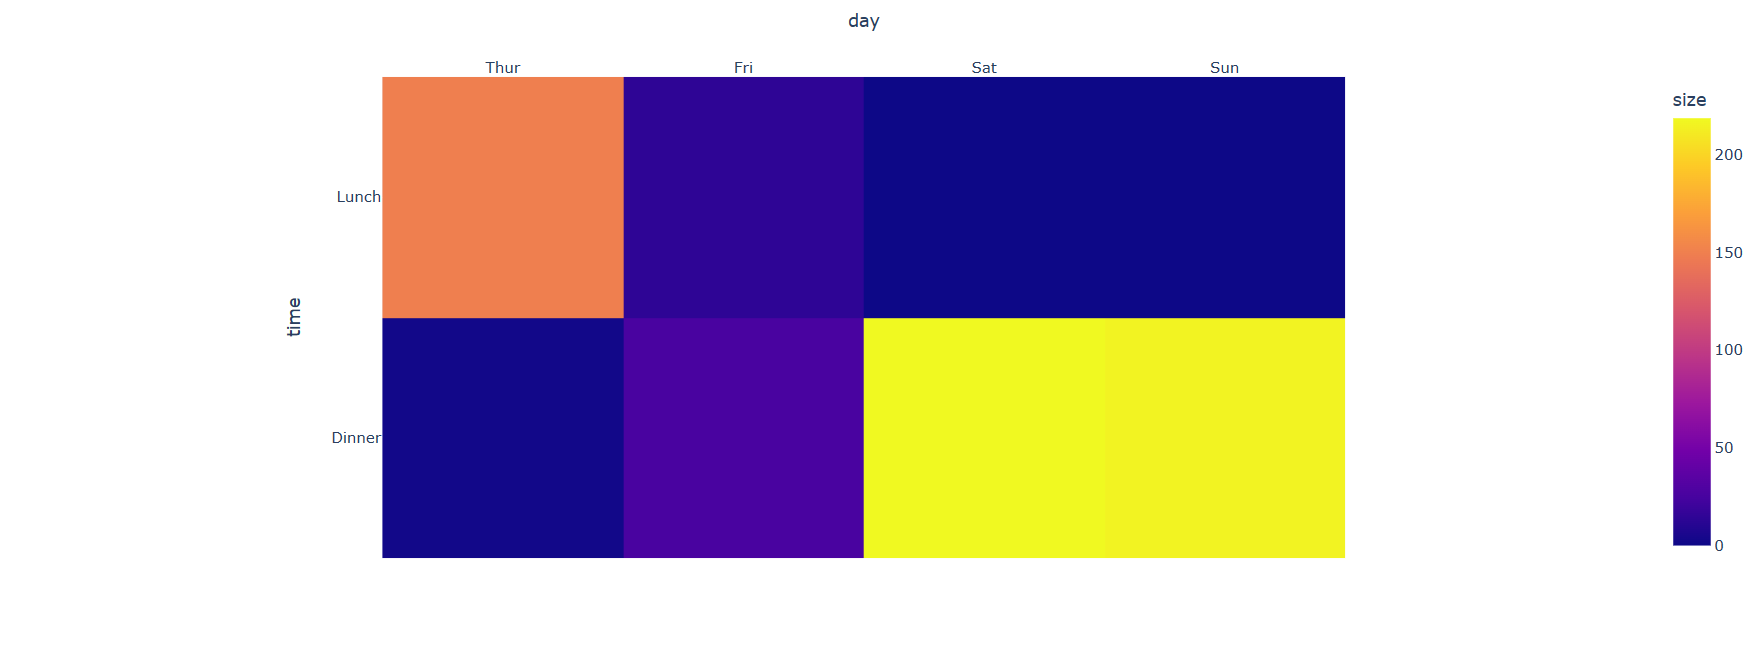 day
Thur Fri Sat Sun
size
200
Lunch
150
time
100
Dinner
50
0